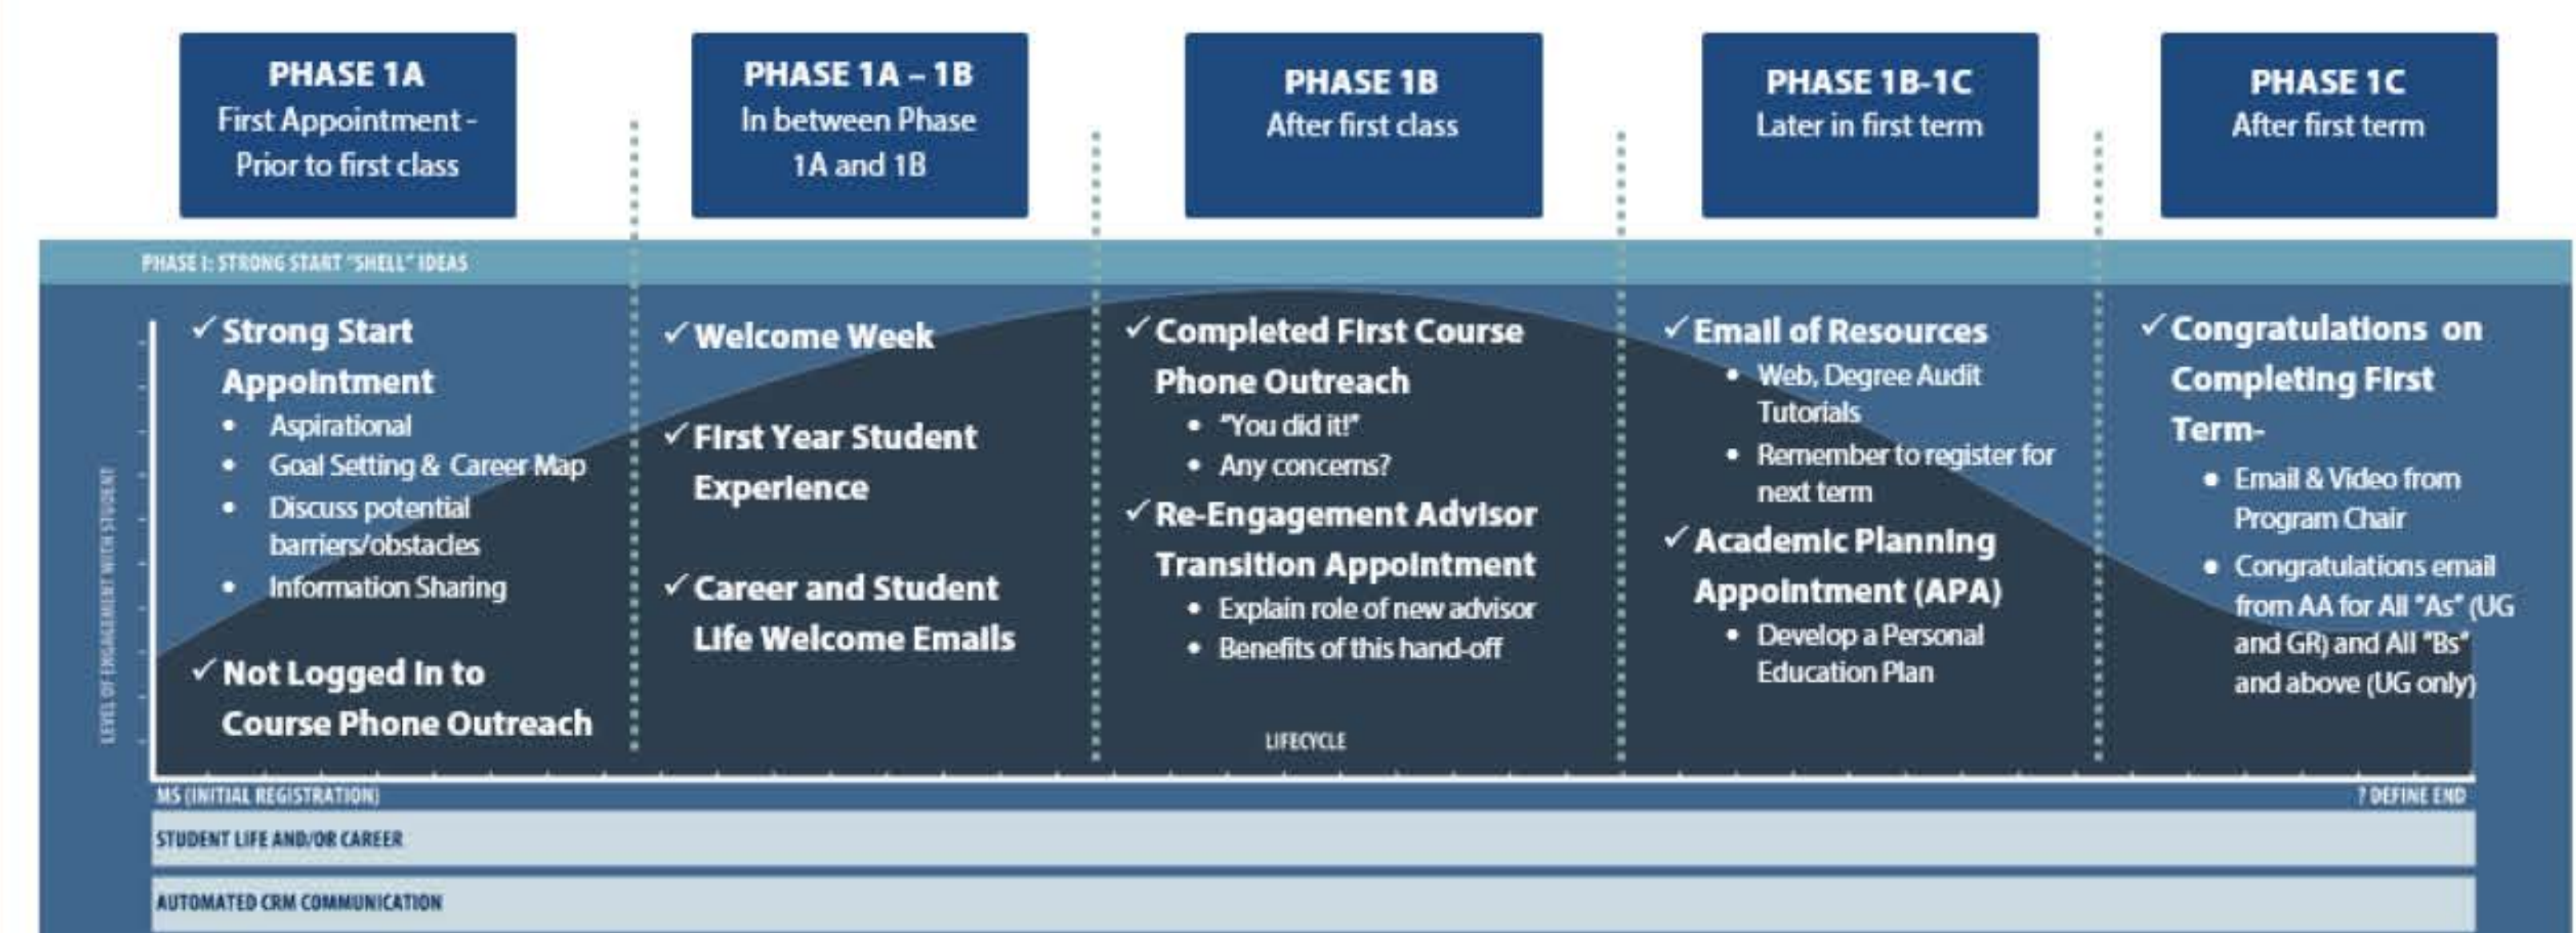 PHASE 1A
First Appointment -
Prior to first class
PHASE 1A – 1B
In between Phase
1A and 1B
PHASE 1B
After first class
PHASE 1B-1C
Later in first term
PHASE 1C
After first term
PHASE I: STRONG START "SHELL" IDEAS
LEVEL OF ENGAGEMENT WITH STUDENT
✓ Strong Start
Appointment
• Aspirational
• Goal Setting & Career Map
• Discuss potential
barriers/obstacles
• Information Sharing
✓ Not Logged In to
Course Phone Outreach
✓ Welcome Week
✓ First Year Student
Experience
✓ Career and Student
Life Welcome Emails
✓ Completed First Course
Phone Outreach
• "You did it!"
• Any concerns?
✓ Re-Engagement Advisor
Transition Appointment
• Explain role of new advisor
• Benefits of this hand-off
✓ Email of Resources
• Web, Degree Audit
Tutorials
• Remember to register for
next term
✓ Academic Planning
Appointment (APA)
• Develop a Personal
Education Plan
✓ Congratulations on
Completing First
Term-
• Email & Video from
Program Chair
• Congratulations email
from AA for All "As" (UG
and GR) and All "Bs"
and above (UG only)
LIFECYCLE
MS (INITIAL REGISTRATION)
? DEFINE END
STUDENT LIFE AND/OR CAREER
AUTOMATED CRM COMMUNICATION